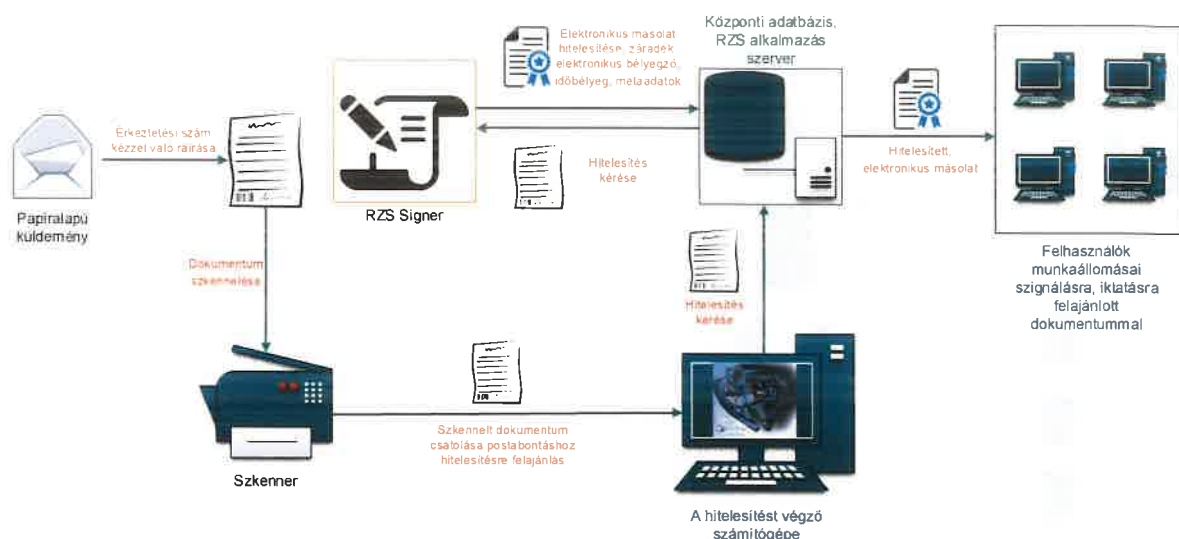 Elektronikus másolat
hitelesítése, záradék
elektronikus bélyegző,
időbélyeg, metaadatok
Központi adatbázis,
RZS alkalmazás
szerver
Érkeztetési szám
kézzel való ráírása
Papíralapú
küldemény
RZS Signer
Hitelesítés
kérése
Hitelesített,
elektronikus másolat
Felhasználók
munkaállomásai
szignálásra, iktatásra
felajánlott
dokumentummal
Dokumentum
szkennelése
Hitelesítés
kérése
Szkenner
Szkennelt dokumentum
csatolása postabontáshoz
hitelesítésre felajánlás
A hitelesítést végző
számítógépe